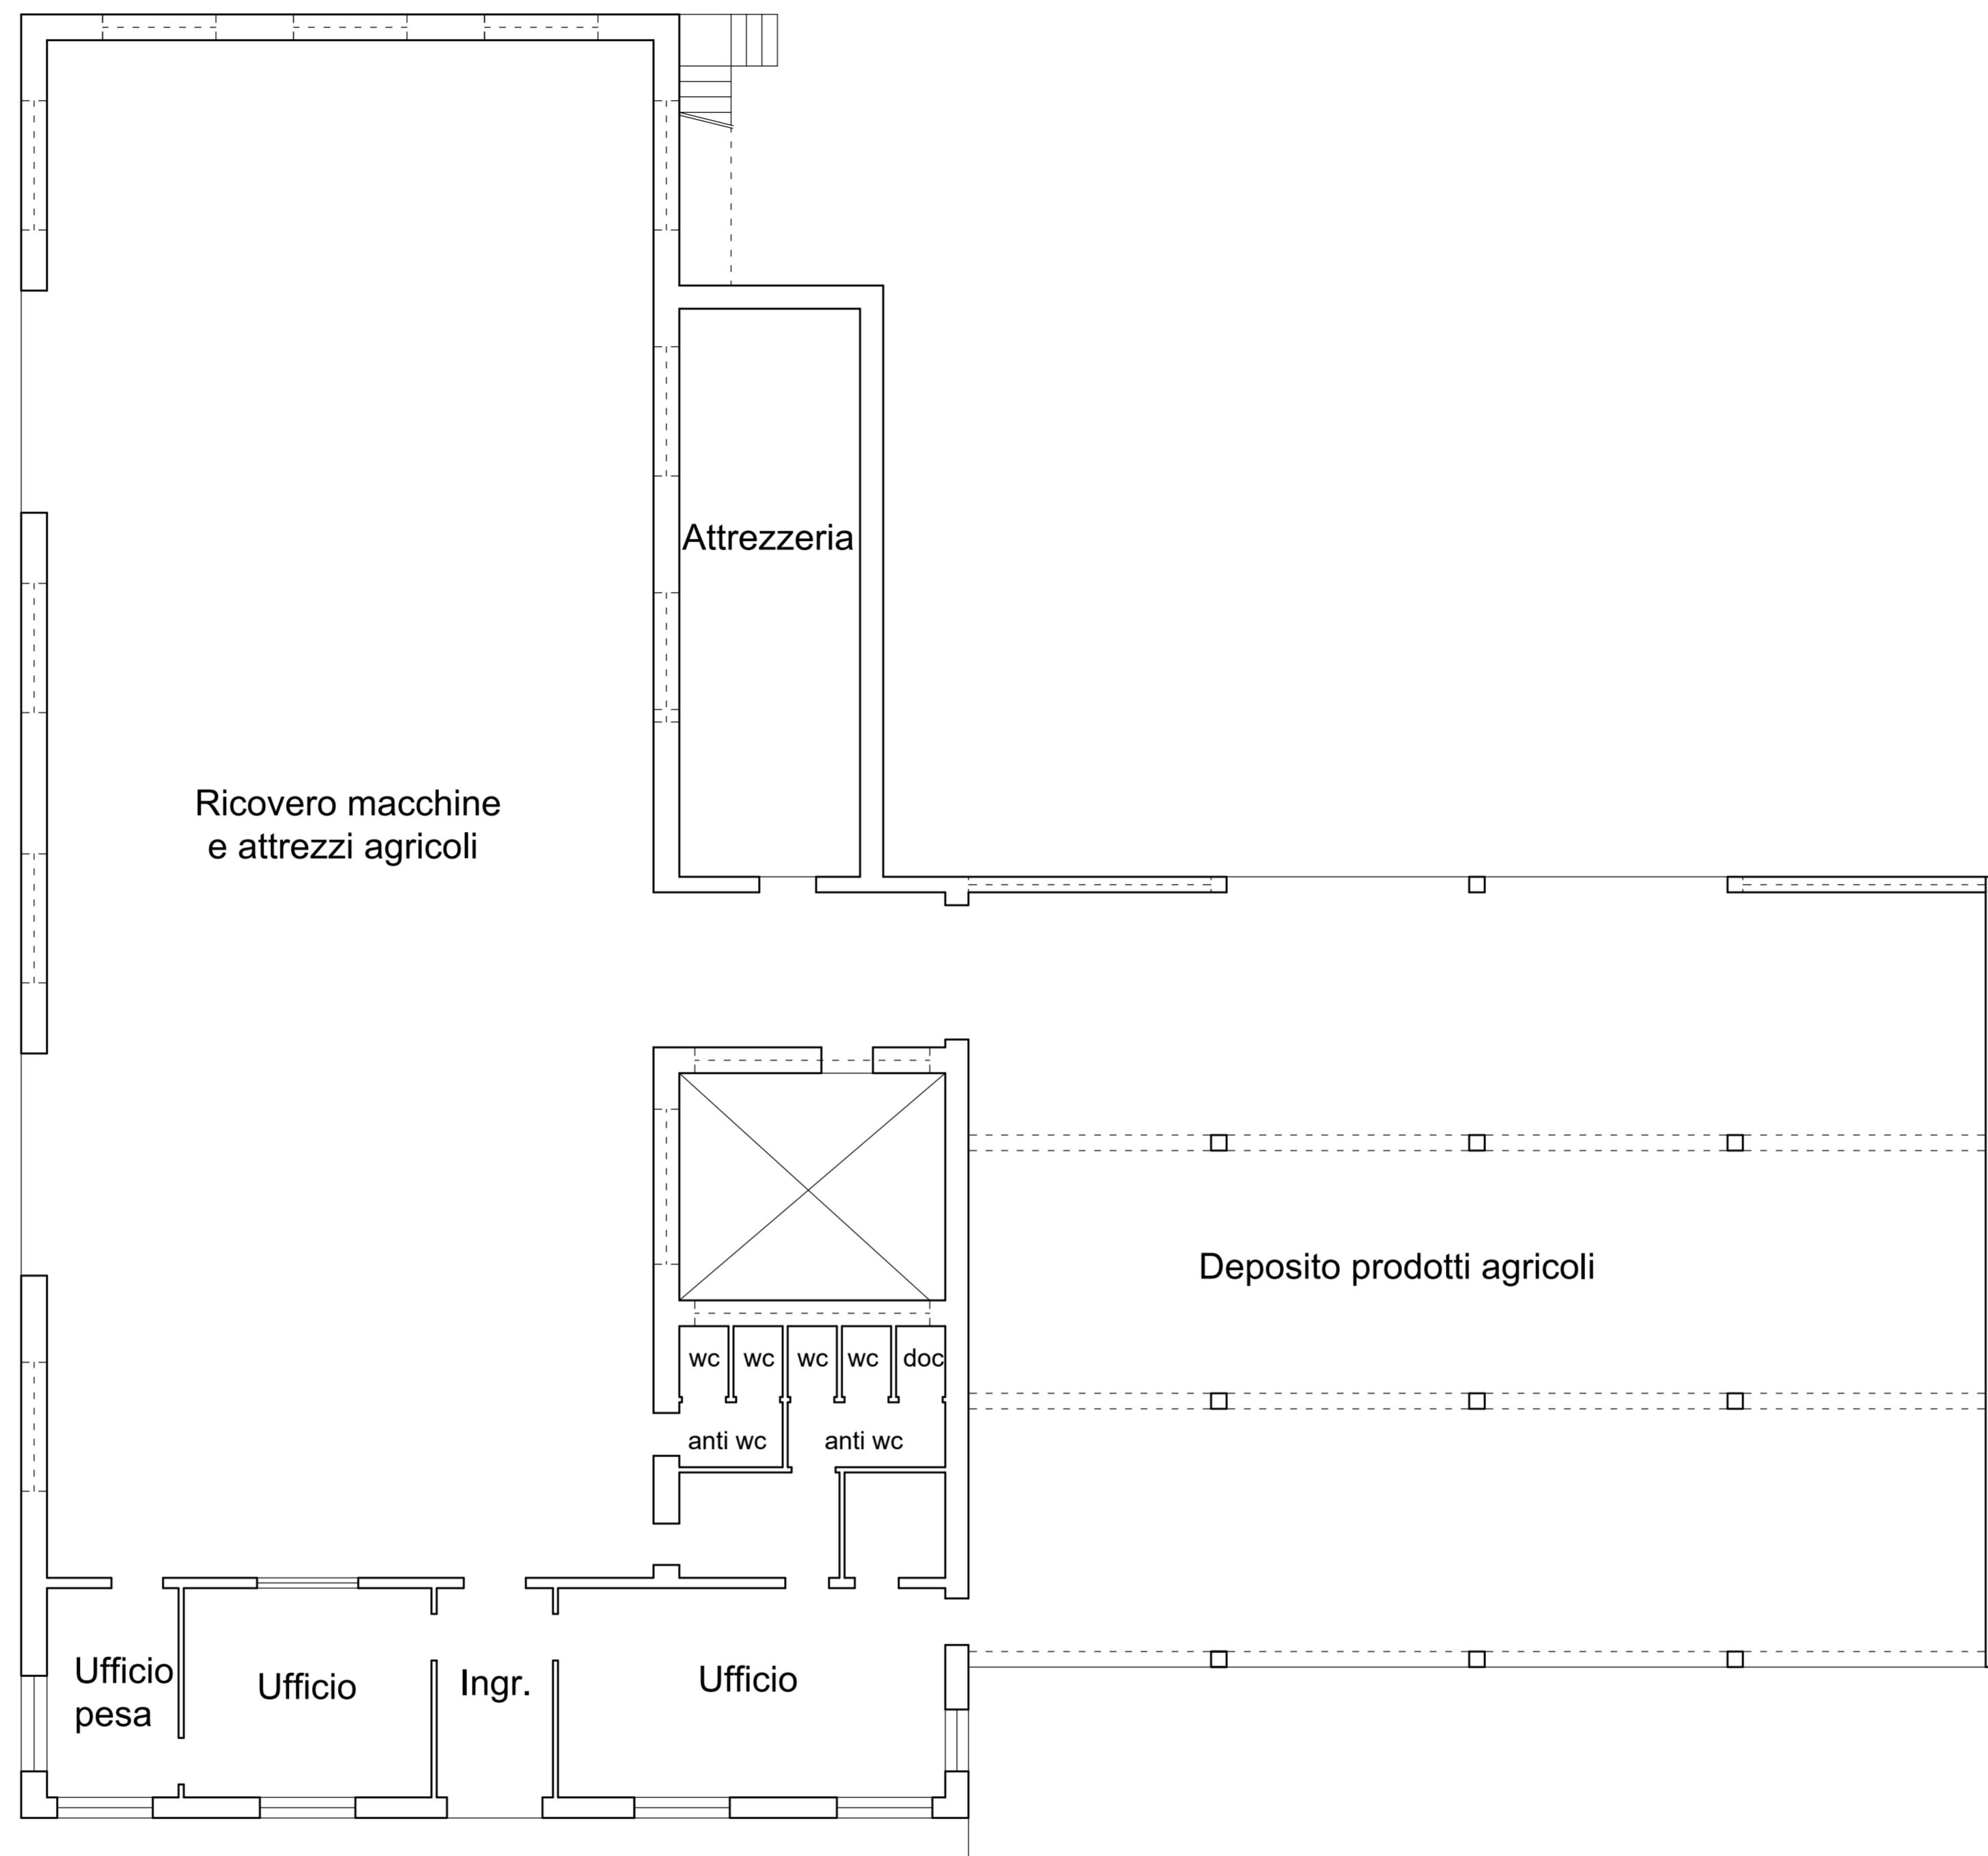 Attrezzeria
Ricovero macchine
e attrezzi agricoli
Deposito prodotti agricoli
wc
wc
wc
wc
doc
anti wc
anti wc
Ufficio
pesa
Ufficio
Ingr.
Ufficio